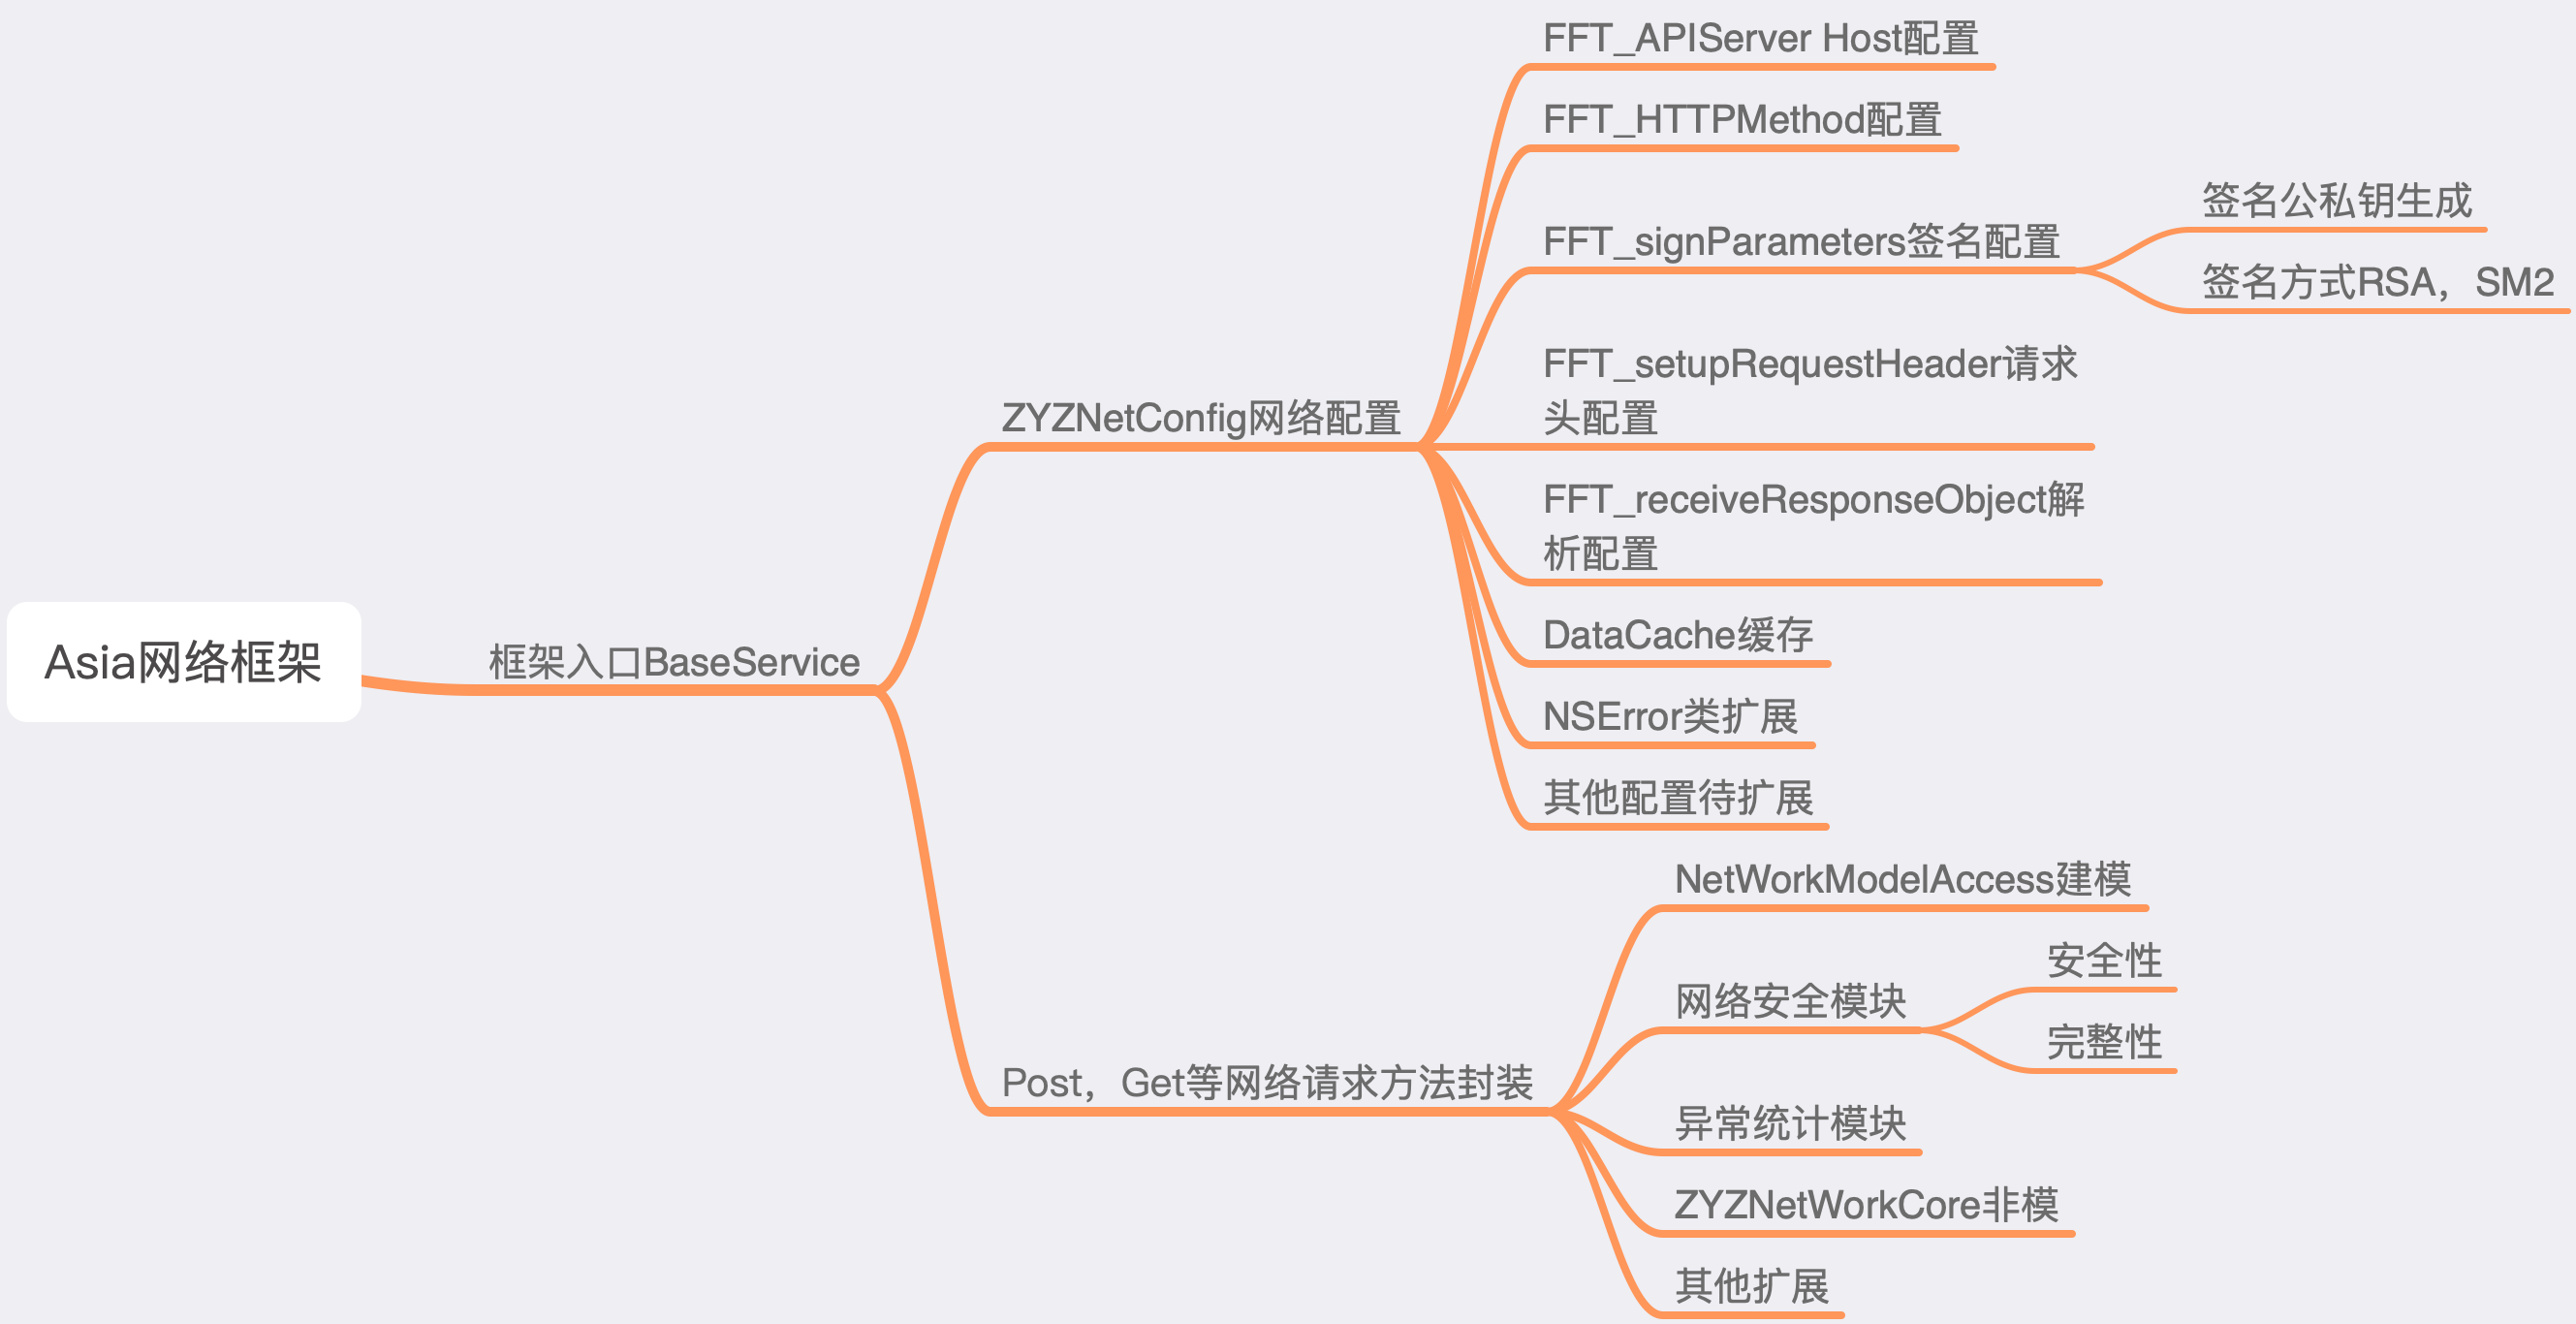 Asia网络框架
框架入口BaseService
ZYZNetConfig网络配置
FFT_APIServer Host配置
FFT_HTTPMethod配置
FFT_signParameters签名配置
签名公私钥生成
签名方式RSA，SM2
FFT_setupRequestHeader请求
头配置
FFT_receiveResponseObject解
析配置
DataCache缓存
NSError类扩展
其他配置待扩展
Post，Get等网络请求方法封装
NetWorkModelAccess建模
网络安全模块
安全性
完整性
异常统计模块
ZYZNetWorkCore非模
其他扩展